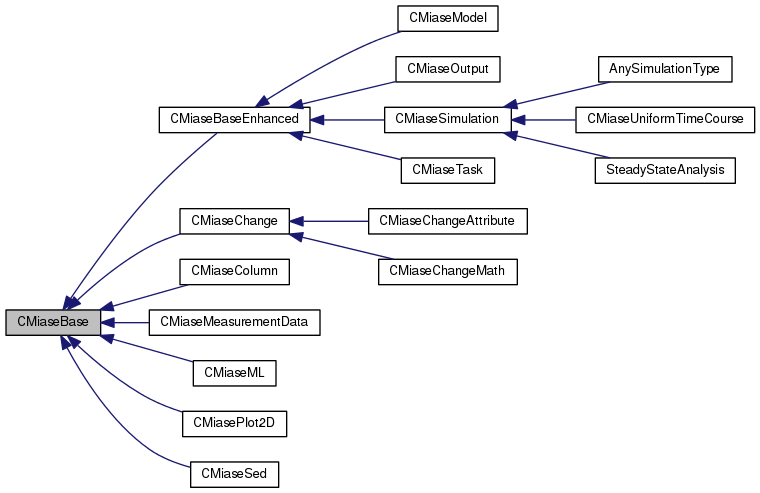 CMiaseModel
CMiaseOutput
AnySimulationType
CMiaseBaseEnhanced
CMiaseSimulation
CMiaseUniformTimeCourse
CMiaseTask
SteadyStateAnalysis
CMiaseChange
CMiaseChangeAttribute
CMiaseColumn
CMiaseChangeMath
CMiaseBase
CMiaseMeasurementData
CMiaseML
CMiasePlot2D
CMiaseSed